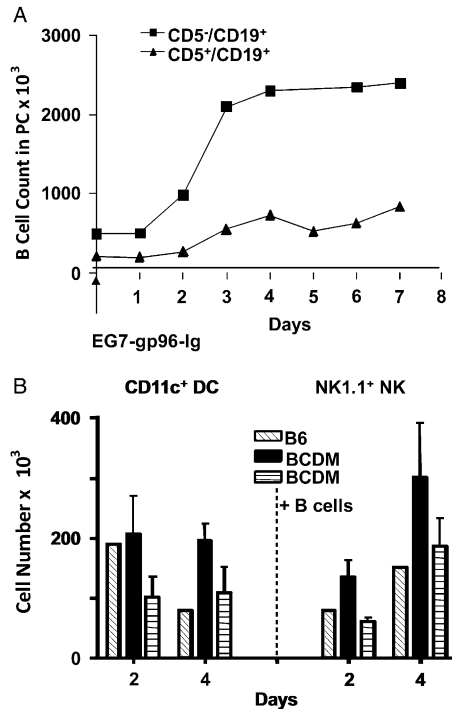 A
CD5-/CD19+
CD5+/CD19+
B Cell Count in PC x 10³
3000
2000
1000
0
1 2 3 4 5 6 7 8
Days
EG7-gp96-Ig
B
CD11c+ DC NK1.1+ NK
B6
BCDM
BCDM
+ B cells
Cell Number x 10³
400
200
0
2 4 2 4
Days